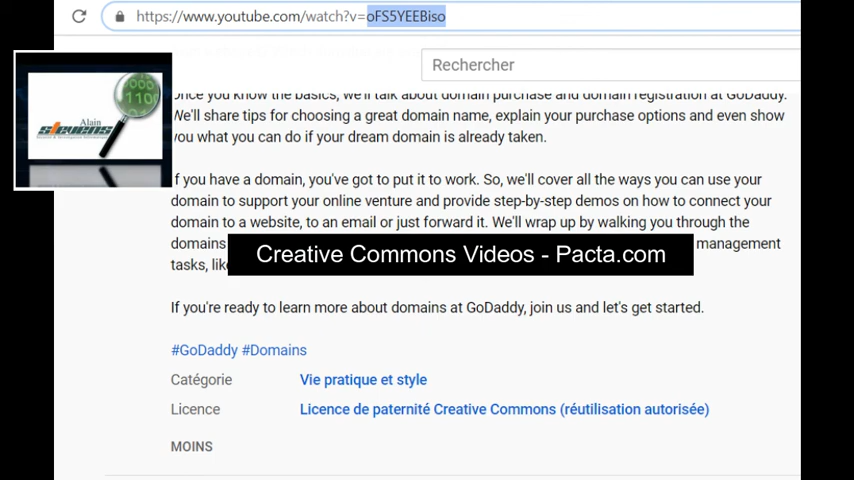 https://www.youtube.com/watch?v=oFS5YEEBiso
Rechercher
Once you know the basics, we'll talk about domain purchase and domain registration at GoDaddy.
We'll share tips for choosing a great domain name, explain your purchase options and even show
you what you can do if your dream domain is already taken.
If you have a domain, you've got to put it to work. So, we'll cover all the ways you can use your
domain to support your online venture and provide step-by-step demos on how to connect your
domain to a website, to an email or just forward it. We'll wrap up by walking you through the
domains management
Creative Commons Videos - Pacta.com
tasks, like
If you're ready to learn more about domains at GoDaddy, join us and let's get started.
#GoDaddy #Domains
Catégorie Vie pratique et style
Licence Licence de paternité Creative Commons (réutilisation autorisée)
MOINS
Alain
stevens